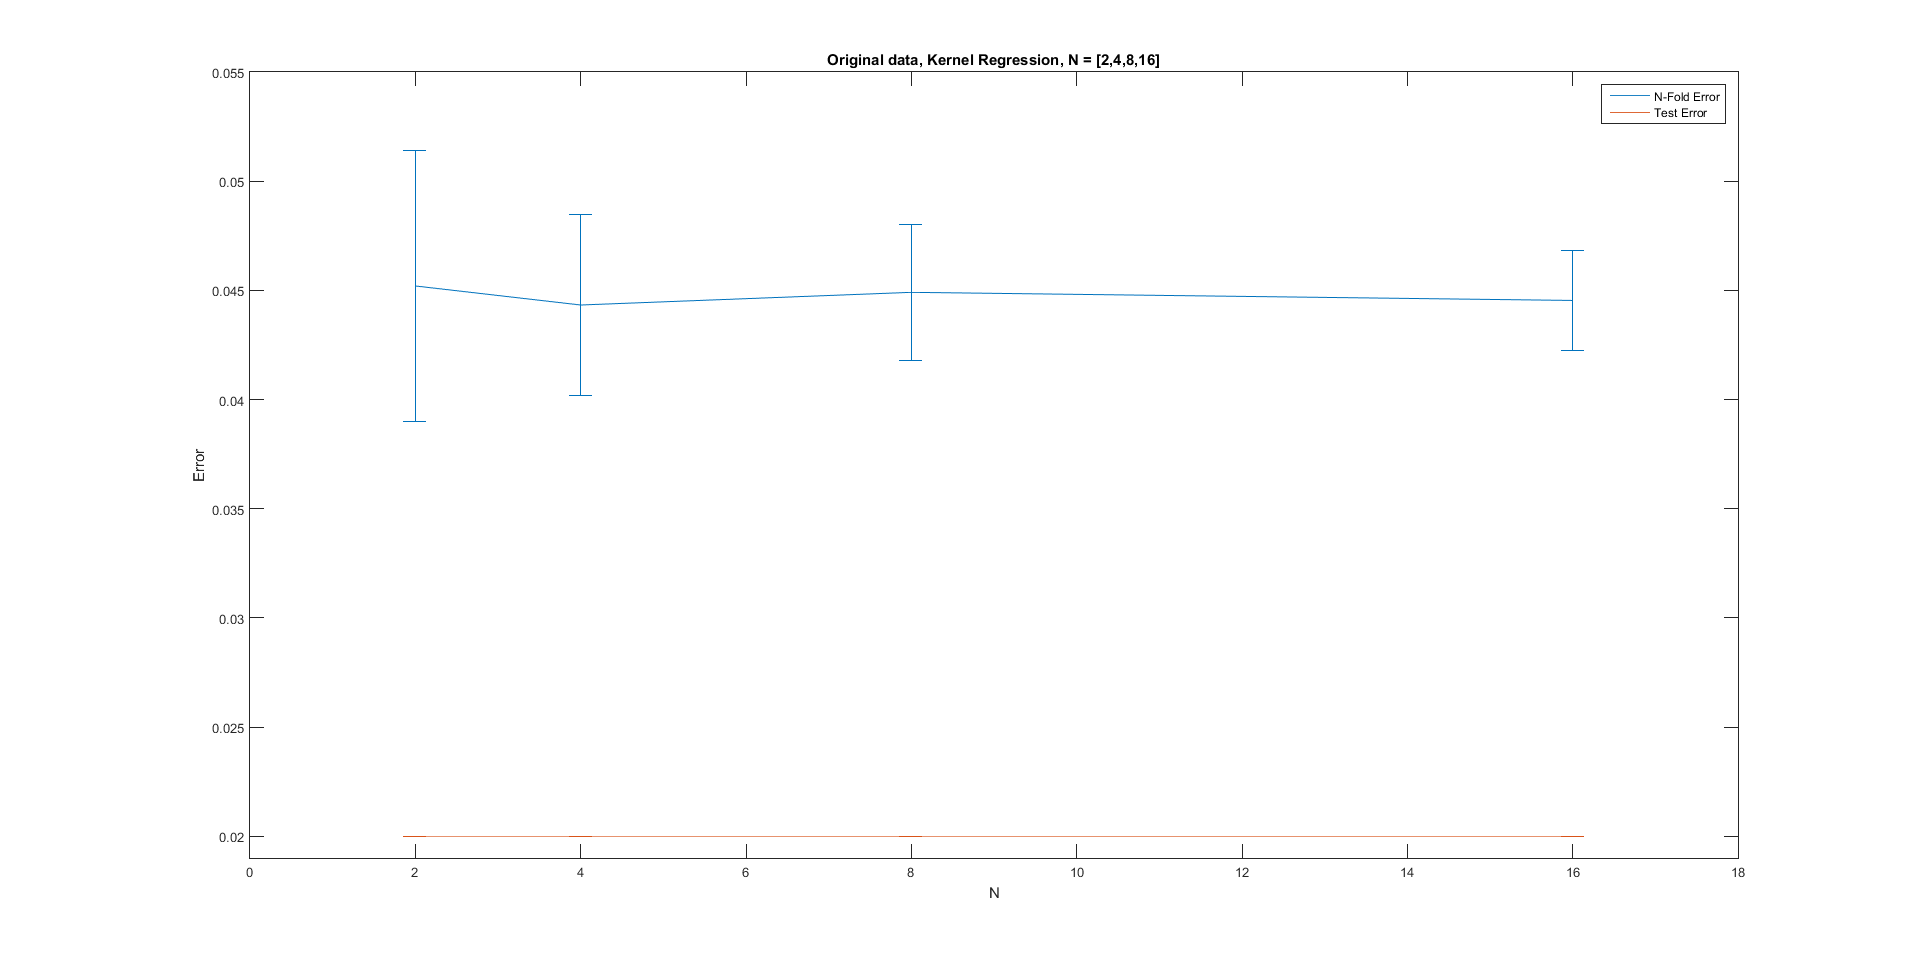 Original data, Kernel Regression, N = [2,4,8,16]
N-Fold Error
Test Error
0.055
0.05
0.045
0.04
0.035
0.03
0.025
0.02
Error
0 2 4 6 8 10 12 14 16 18
N